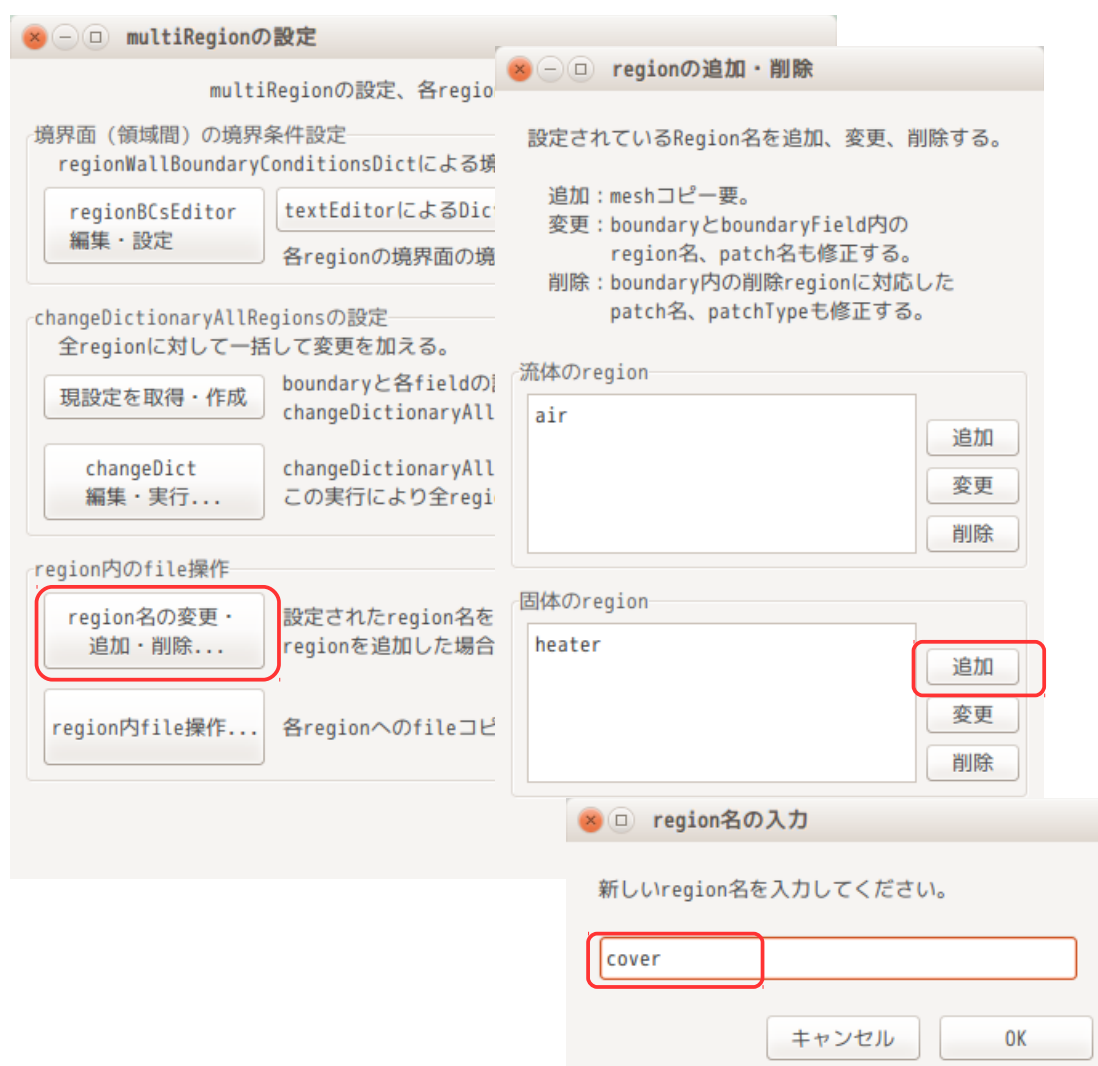 multiRegionの設定
multiRegionの設定、各regio
境界面（領域間）の境界条件設定
regionWallBoundaryConditionsDictによる境
regionBCsEditor
編集・設定
textEditorによるDic
各regionの境界面の境
changeDictionaryAllRegionsの設定
全regionに対して一括して変更を加える。
現設定を取得・作成
boundaryと各fieldの
changeDictionaryAll
changeDict
編集・実行...
changeDictionaryAll
この実行により全regi
region内のfile操作
region名の変更・
追加・削除...
設定されたregion名を
regionを追加した場合
region内file操作...
各regionへのfileコピ
regionの追加・削除
設定されているRegion名を追加、変更、削除する。
追加：meshコピー要。
変更：boundaryとboundaryField内の
region名、patch名も修正する。
削除：boundary内の削除regionに対応した
patch名、patchTypeも修正する。
流体のregion
air
追加
変更
削除
固体のregion
heater
追加
変更
削除
region名の入力
新しいregion名を入力してください。
cover
キャンセル
OK